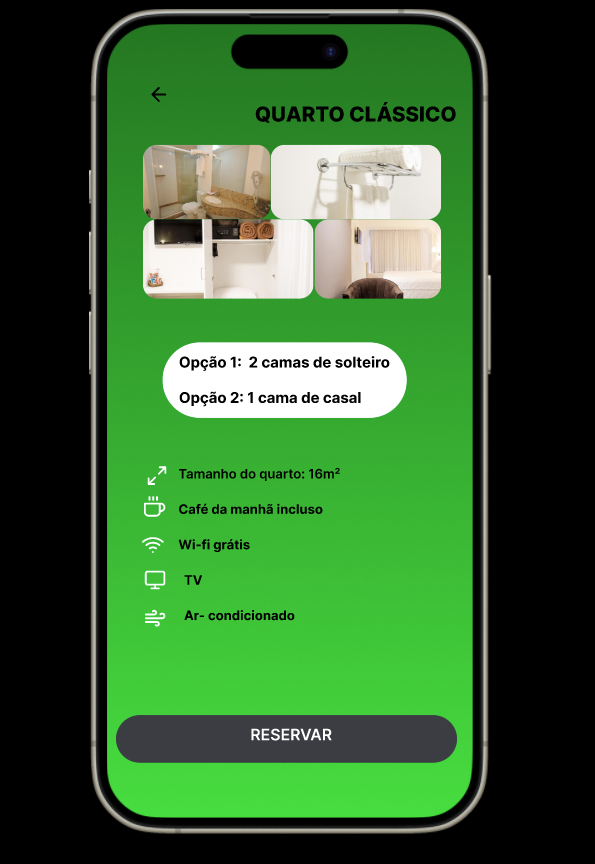 QUARTO CLÁSSICO
Opção 1:  2 camas de solteiro
Opção 2: 1 cama de casal
Tamanho do quarto: 16m²
Café da manhã incluso
Wi-fi grátis
TV
Ar- condicionado
RESERVAR